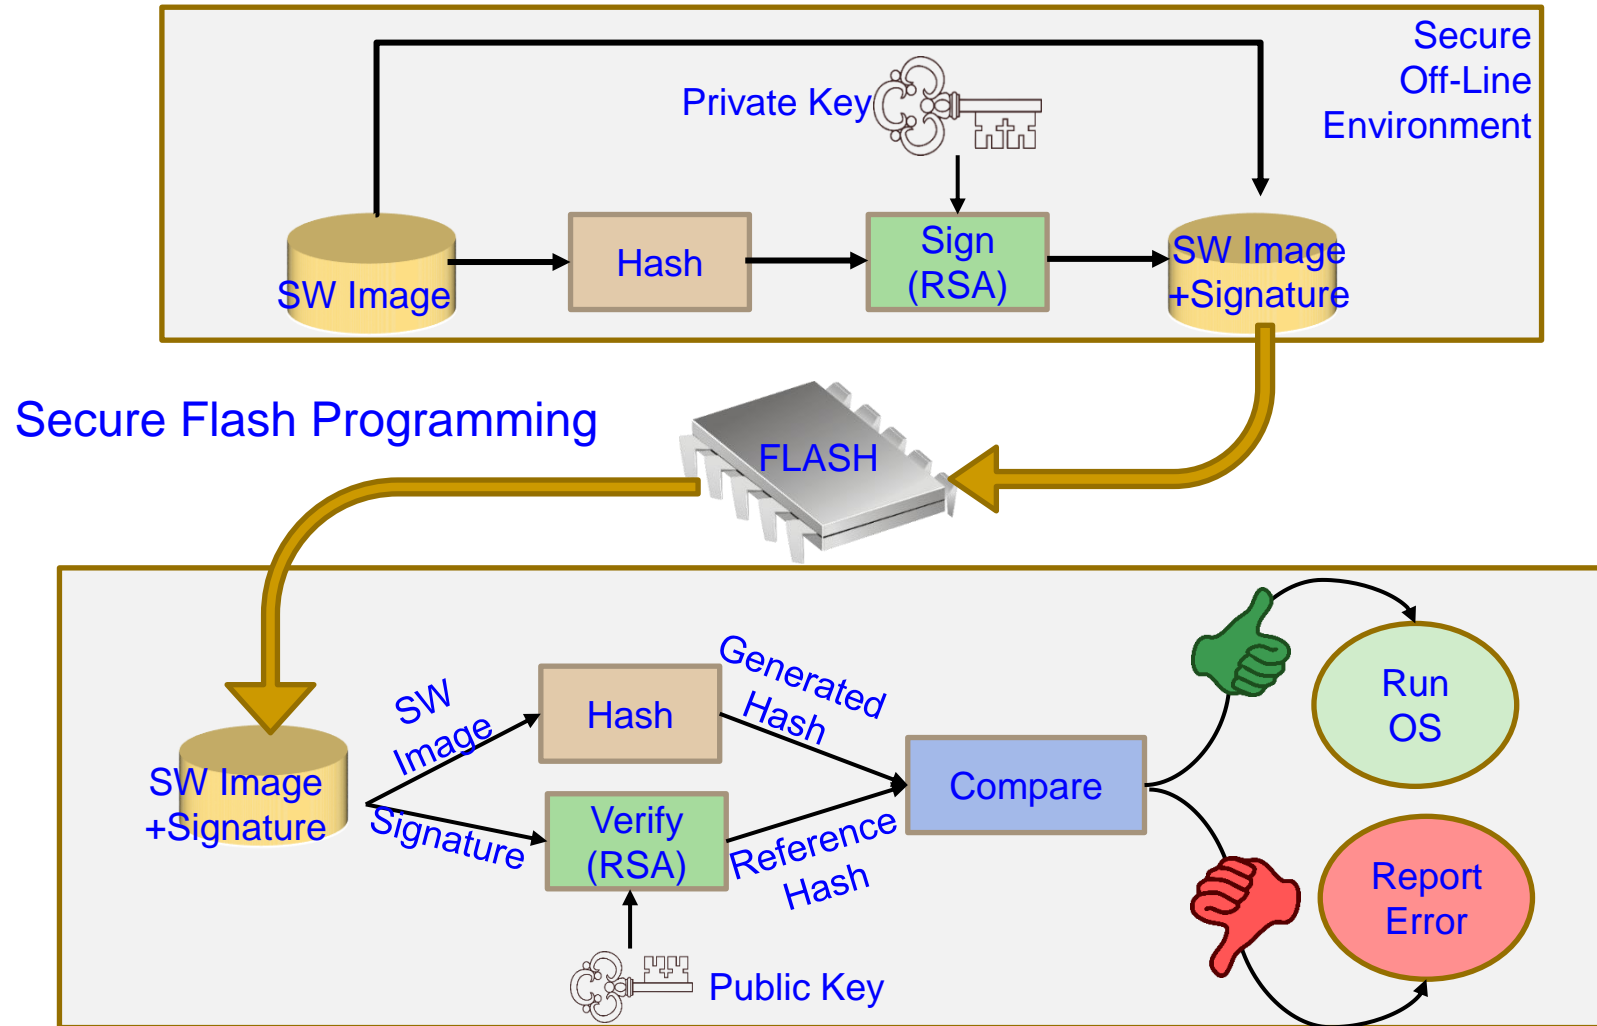 Secure
Off-Line
Environment
Private Key
SW Image
Hash
Sign
(RSA)
SW Image
+Signature
Secure Flash Programming
FLASH
SW Image
+Signature
SW
Image
Signature
Hash
Verify
(RSA)
Public Key
Generated
Hash
Reference
Hash
Compare
Run
OS
Report
Error